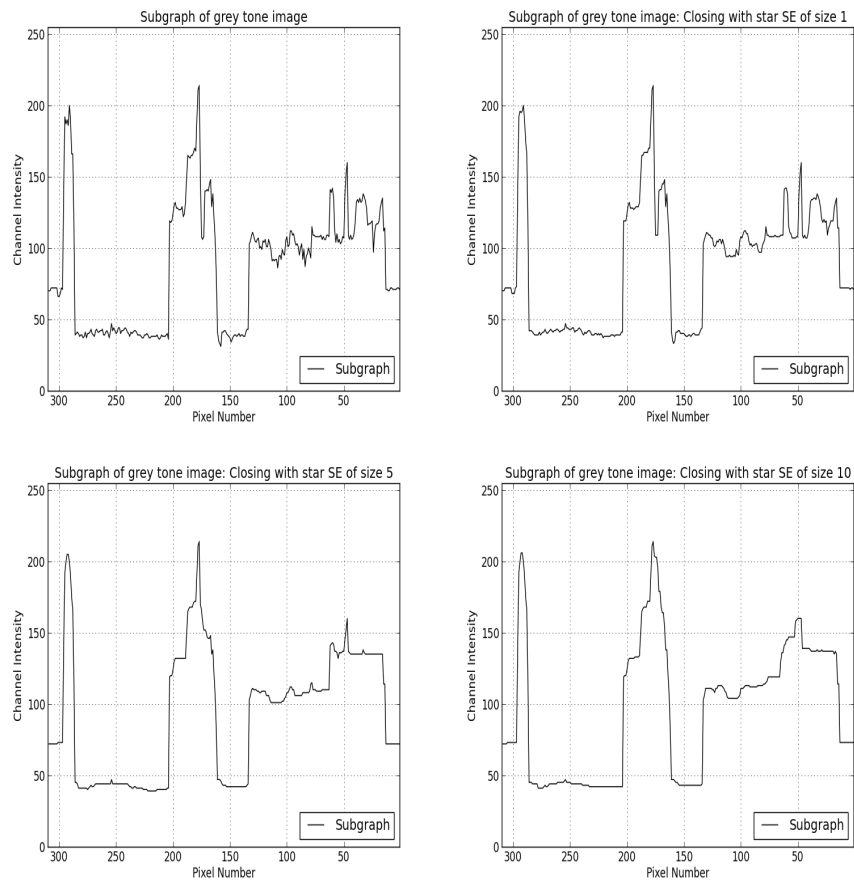 Subgraph of grey tone image
250
200
150
100
50
0
Channel Intensity
300 250 200 150 100 50
Pixel Number
Subgraph
Subgraph of grey tone image: Closing with star SE of size 1
250
200
150
100
50
0
Channel Intensity
300 250 200 150 100 50
Pixel Number
Subgraph
Subgraph of grey tone image: Closing with star SE of size 5
250
200
150
100
50
0
Channel Intensity
300 250 200 150 100 50
Pixel Number
Subgraph
Subgraph of grey tone image: Closing with star SE of size 10
250
200
150
100
50
0
Channel Intensity
300 250 200 150 100 50
Pixel Number
Subgraph